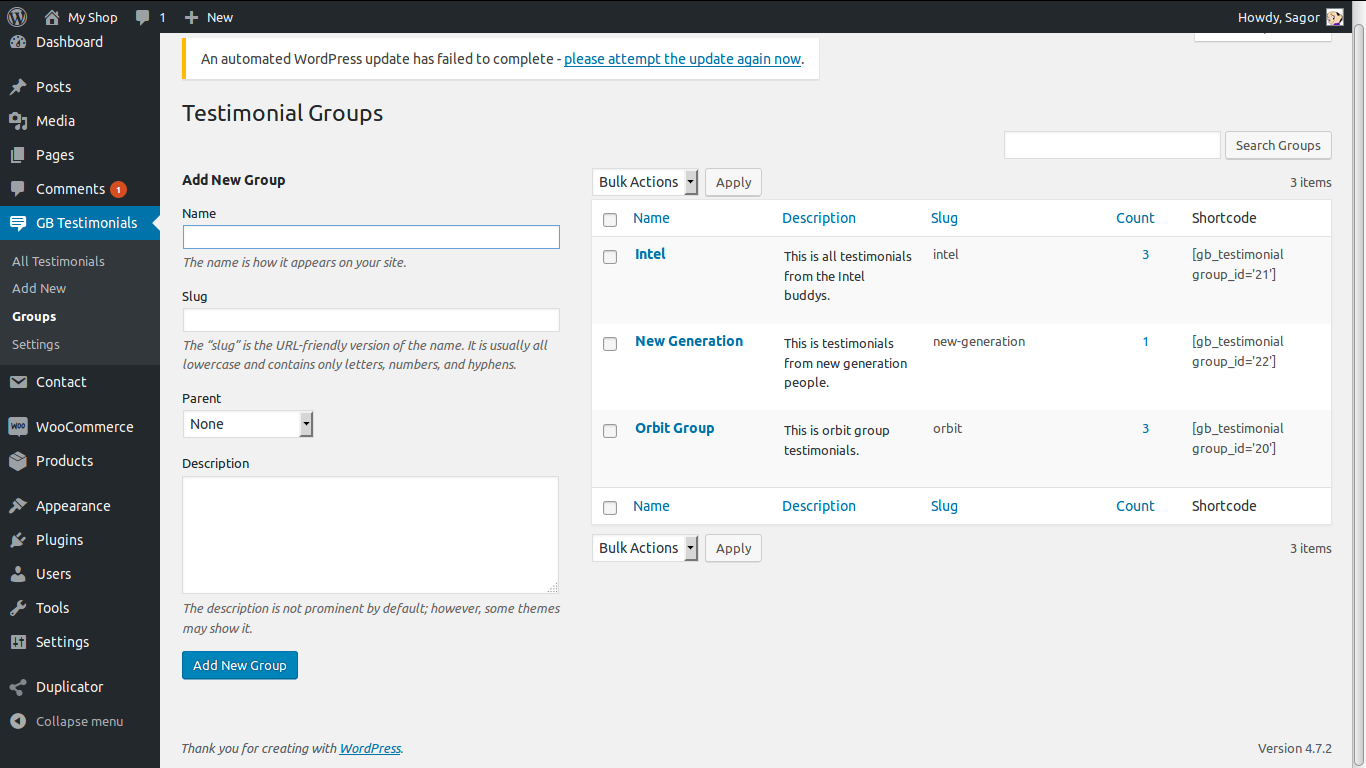 My Shop
1
New
Howdy, Sagor
Dashboard
Posts
Media
Pages
Comments 1
GB Testimonials
All Testimonials
Add New
Groups
Settings
Contact
WOO WooCommerce
Products
Appearance
Plugins
Users
Tools
Settings
Duplicator
Collapse menu
An automated WordPress update has failed to complete - please attempt the update again now.
Testimonial Groups
Search Groups
Add New Group
Name
The name is how it appears on your site.
Slug
The “slug” is the URL-friendly version of the name. It is usually all
lowercase and contains only letters, numbers, and hyphens.
Parent
None
Description
The description is not prominent by default; however, some themes
may show it.
Add New Group
Bulk Actions
Apply
3 items
Name Description Slug Count Shortcode
Intel
This is all testimonials
from the Intel
buddys.
intel
3
[gb_testimonial
group_id='21']
New Generation
This is testimonials
from new generation
people.
new-generation
1
[gb_testimonial
group_id='22']
Orbit Group
This is orbit group
testimonials.
orbit
3
[gb_testimonial
group_id='20']
Name Description Slug Count Shortcode
Bulk Actions
Apply
3 items
Thank you for creating with WordPress.
Version 4.7.2